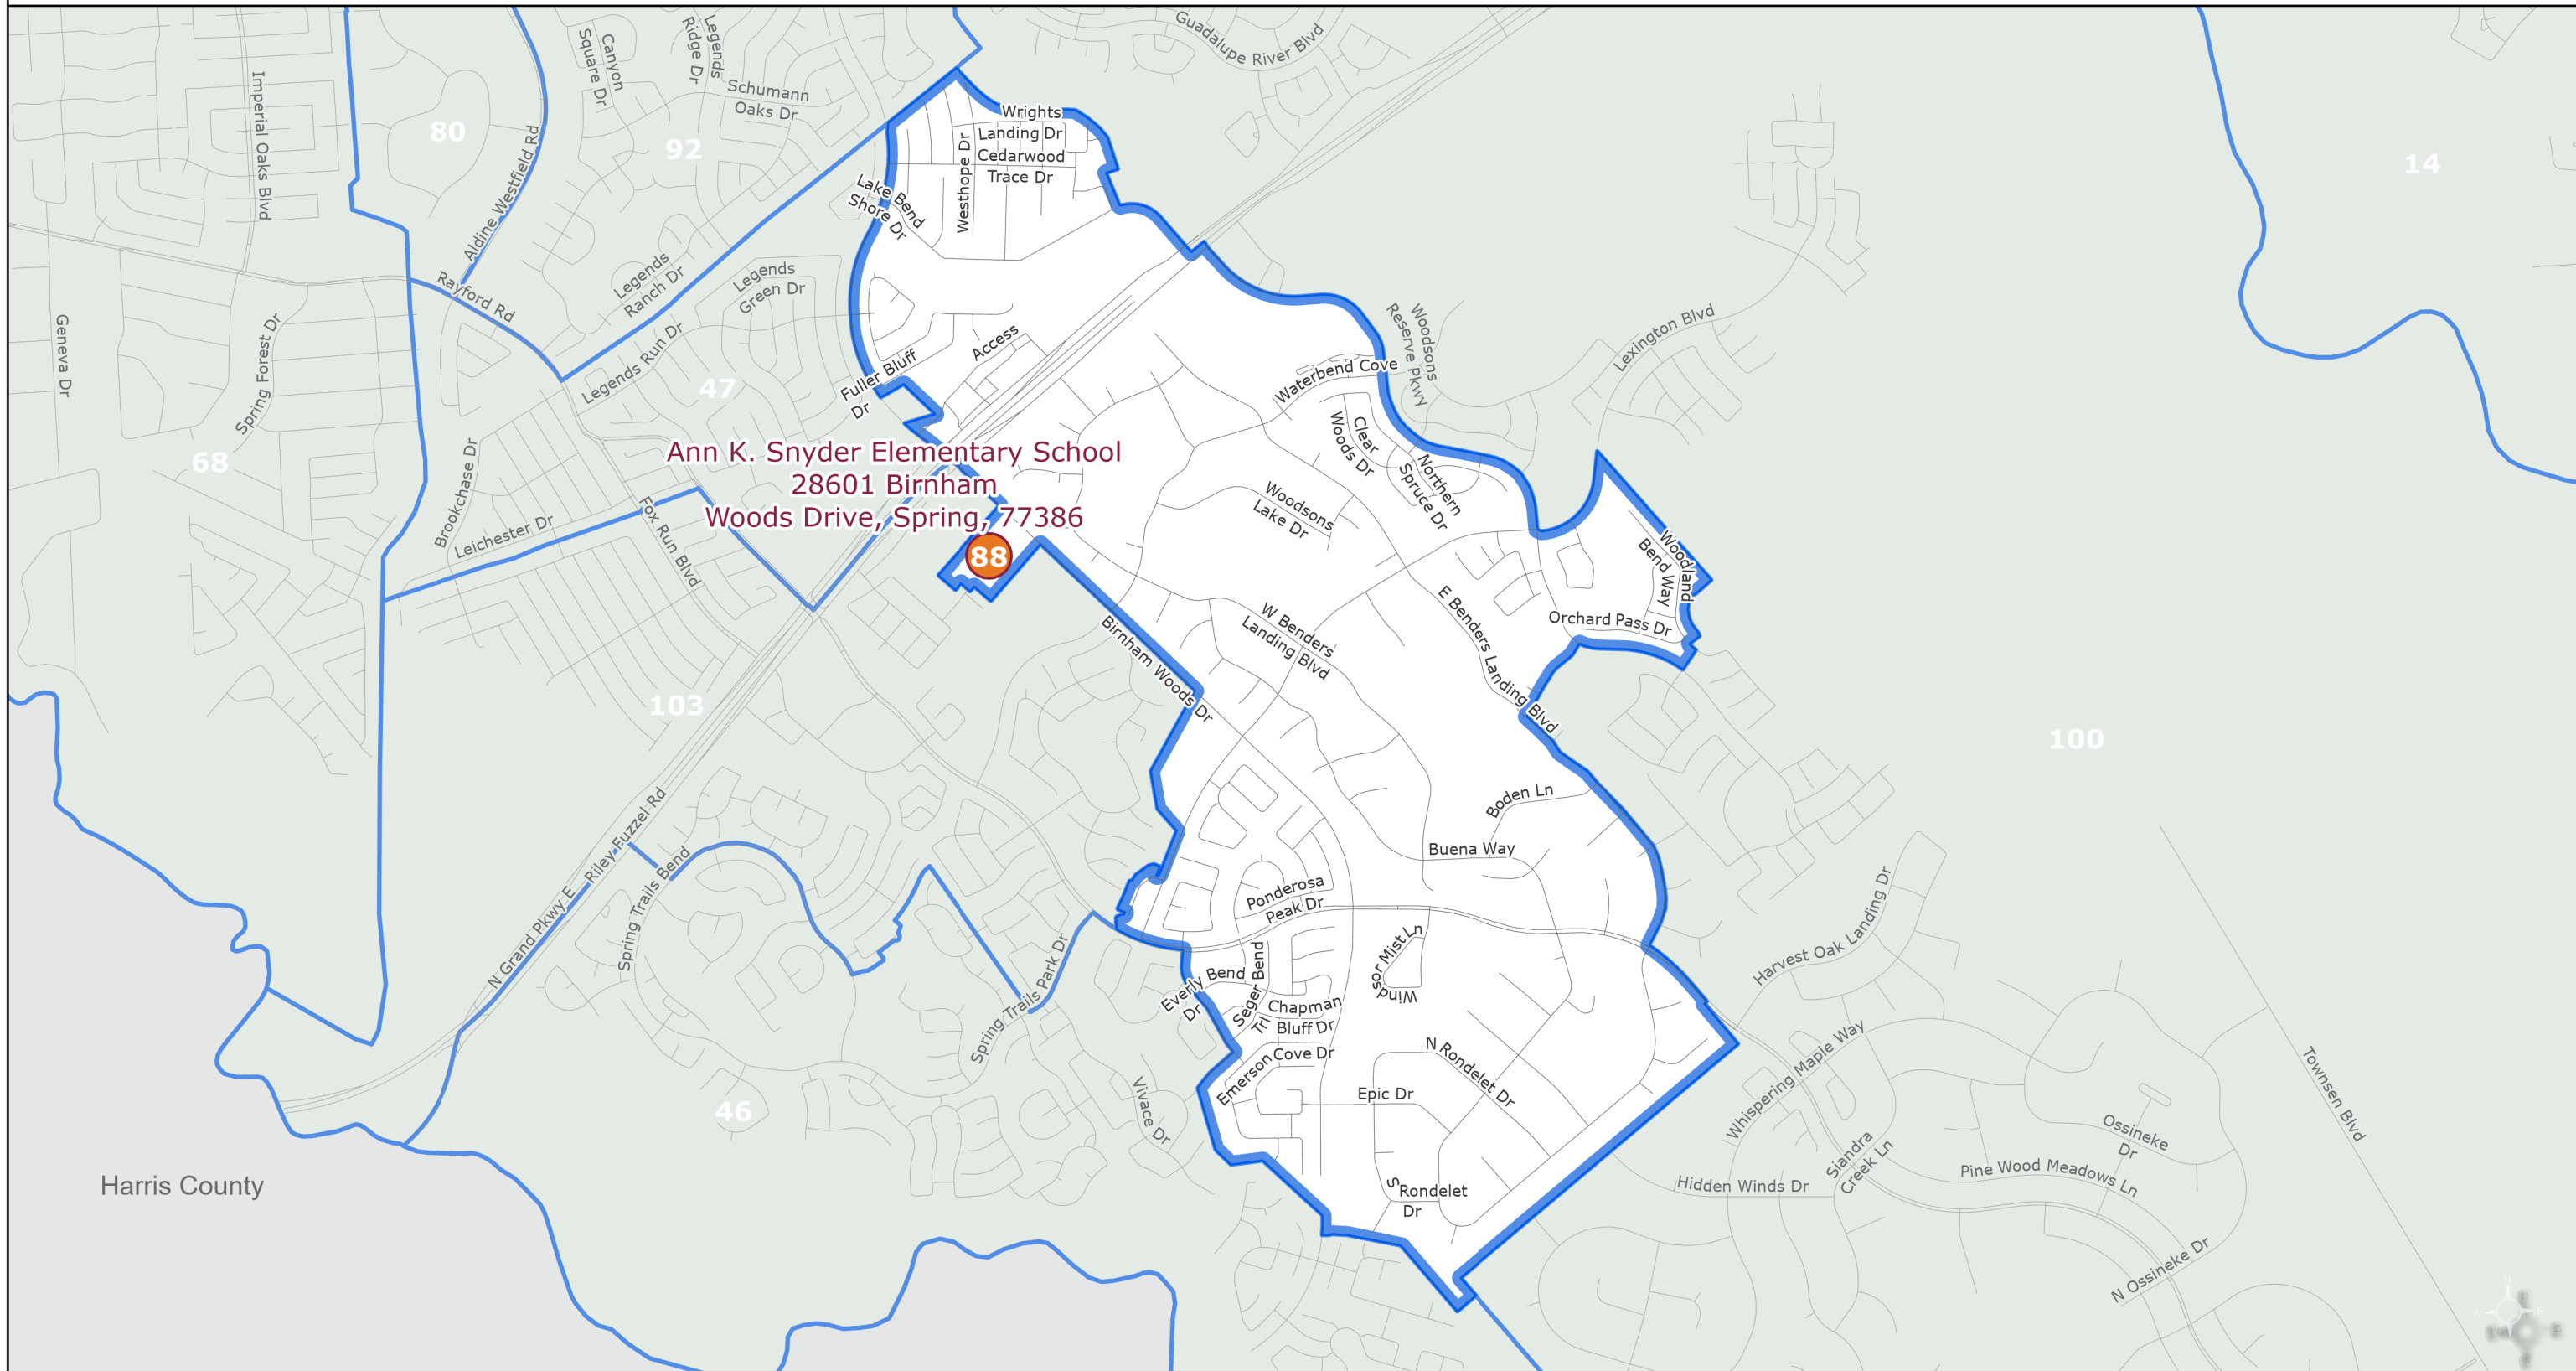 Guadalupe River Blvd
Imperial Oaks Blvd
Canyon
Square Dr
Legends
Ridge Dr
Schumann
Oaks Dr
80
92
14
Aldine Westfield Rd
Wrights
Landing Dr
Cedarwood
Trace Dr
Westhope Dr
Lake Bend
Shore Dr
Rayford Rd
Legends
Ranch Dr
Legends
Green Dr
Legends Run Dr
Geneva Dr
Spring Forest Dr
68
47
Fuller Bluff
Dr
Access
Waterbend Cove
Woodsons
Reserve Pkwy
Lexington Blvd
Clear
Woods Dr
Northern
Spruce Dr
Woodsons
Lake Dr
Ann K. Snyder Elementary School
28601 Birnham
Woods Drive, Spring, 77386
88
Brookchase Dr
Leichester Dr
Fox Run Blvd
Woodland
Bend Way
Orchard Pass Dr
E Benders Landing Blvd
W Benders
Landing Blvd
Birnham Woods Dr
103
100
Boden Ln
Buena Way
Ponderosa
Peak Dr
N Grand Pkwy E
Riley Fuzzel Rd
Spring Trails Bend
Spring Trails Park Dr
Everly Bend
Dr
Seger Bend
Trl
Chapman
Bluff Dr
Windsor Mist Ln
Emerson
Cove Dr
Epic Dr
N Rondelet Dr
S
Rondelet
Dr
46
Vivace Dr
Harris County
Harvest Oak Landing Dr
Whispering Maple Way
Siandra
Creek Ln
Hidden Winds Dr
Pine Wood Meadows Ln
Ossineke
Dr
N Ossineke Dr
Townsen Blvd